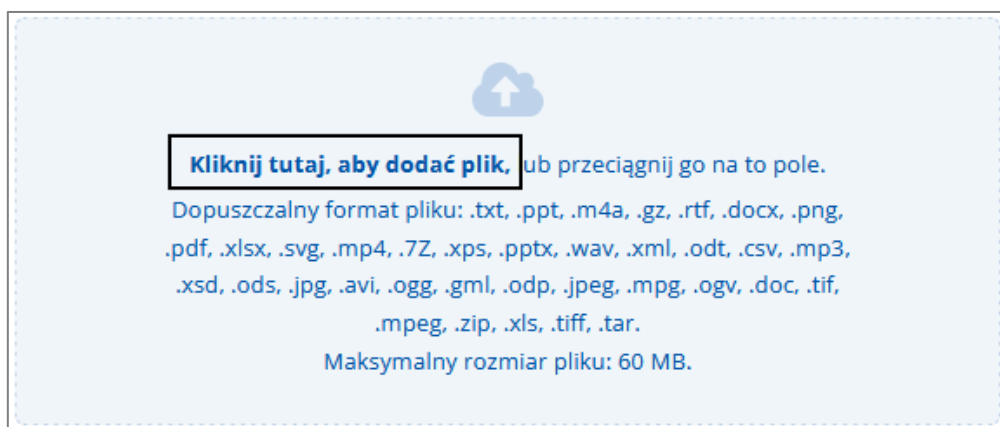 Kliknij tutaj, aby dodać plik, ub przeciągnij go na to pole.
Dopuszczalny format pliku: .txt, .ppt, .m4a, .gz, .rtf, .docx, .png,
.pdf, .xlsx, .svg, .mp4, .7Z, .xps, .pptx, .wav, .xml, .odt, .csv, .mp3,
.xsd, .ods, .jpg, .avi, .ogg, .gml, .odp, .jpeg, .mpg, .ogv, .doc, .tif,
.mpeg, .zip, .xls, .tiff, .tar.
Maksymalny rozmiar pliku: 60 MB.